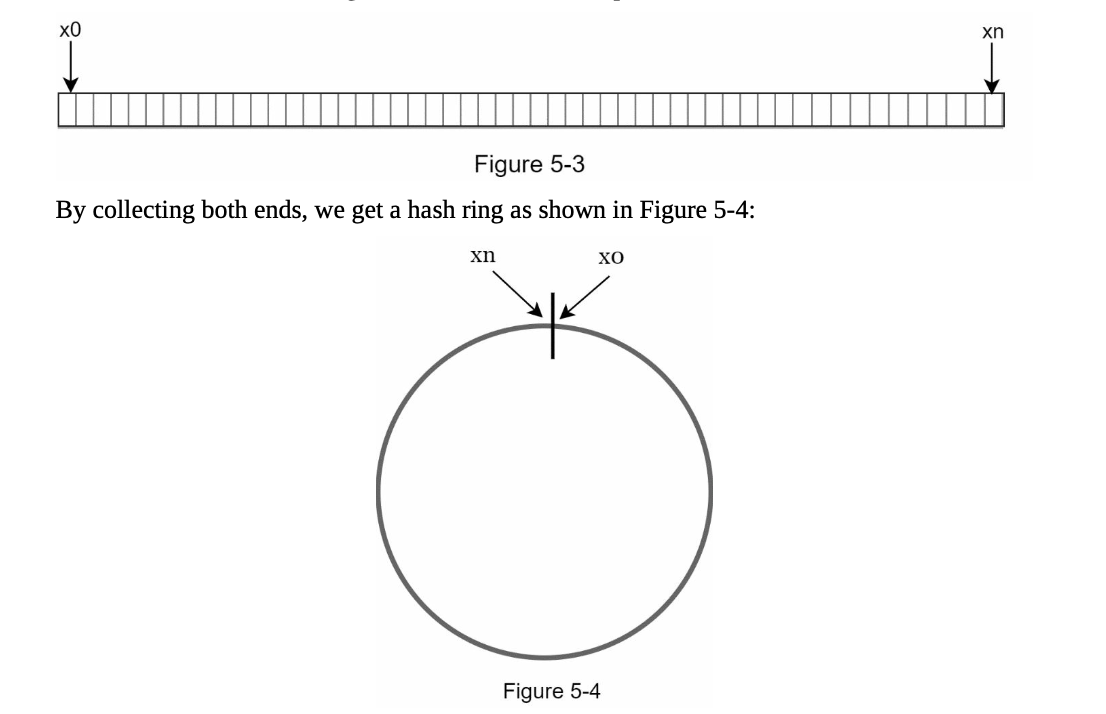 x0
xn
Figure 5-3
By collecting both ends, we get a hash ring as shown in Figure 5-4:
xn
xo
Figure 5-4